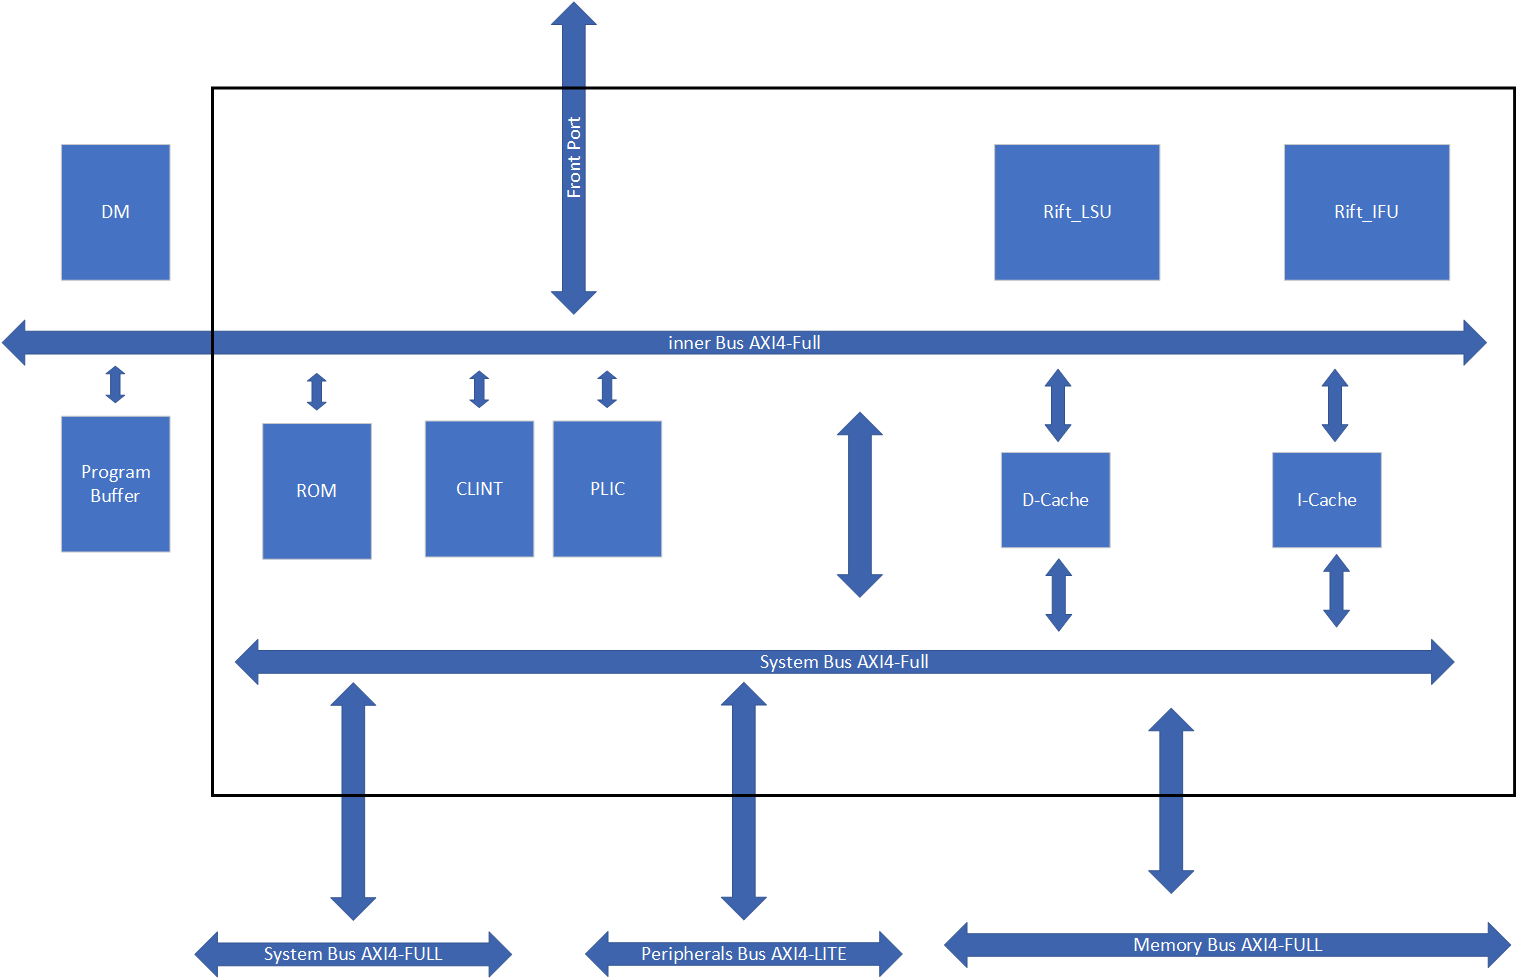 Front Port
DM
Rift_LSU
Rift_IFU
inner Bus AXI4-Full
Program
Buffer
ROM
CLINT
PLIC
D-Cache
I-Cache
System Bus AXI4-Full
System Bus AXI4-FULL
Peripherals Bus AXI4-LITE
Memory Bus AXI4-FULL